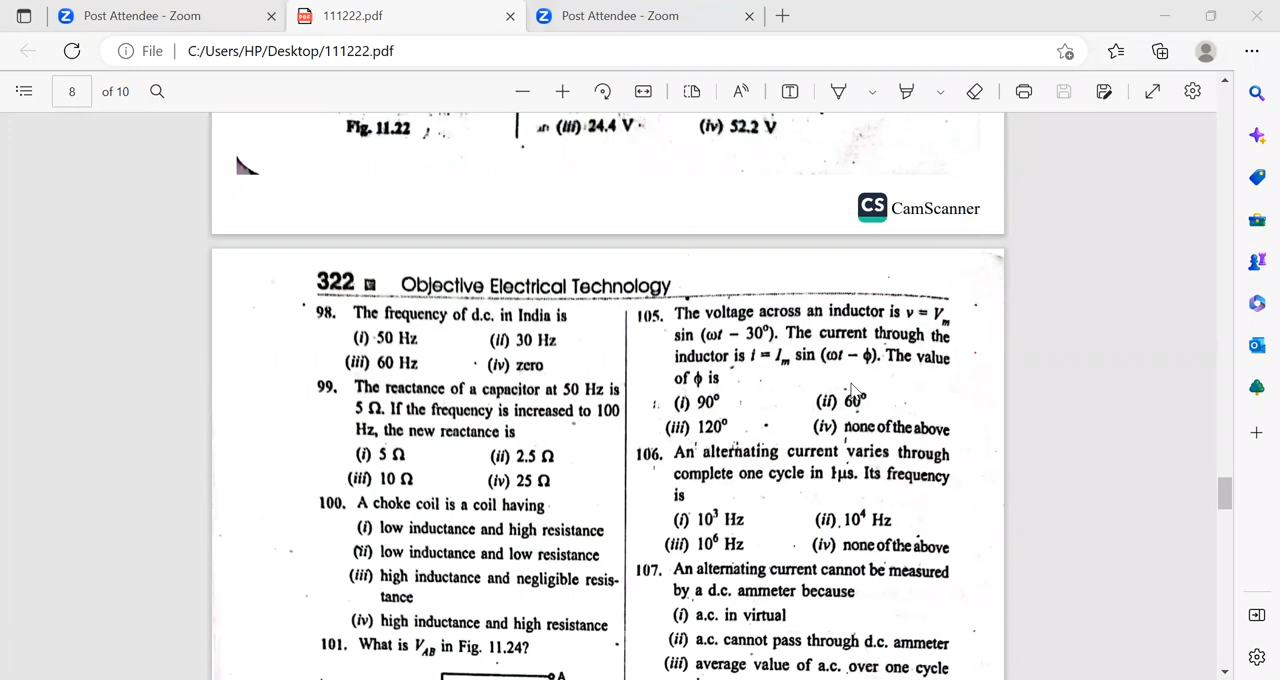 Post Attendee - Zoom
111222.pdf
Post Attendee - Zoom
File
C:/Users/HP/Desktop/111222.pdf
8
of 10
Fig. 11.22
(iii) 24.4 V
(iv) 52.2 V
CS CamScanner
322 Objective Electrical Technology
98. The frequency of d.c. in India is
(i) 50 Hz (ii) 30 Hz
(iii) 60 Hz (iv) zero
99. The reactance of a capacitor at 50 Hz is
5 Ω. If the frequency is increased to 100
Hz, the new reactance is
(i) 5 Ω (ii) 2.5 Ω
(iii) 10 Ω (iv) 25 Ω
100. A choke coil is a coil having
(i) low inductance and high resistance
(ii) low inductance and low resistance
(iii) high inductance and negligible resis-
tance
(iv) high inductance and high resistance
101. What is V_AB in Fig. 11.24?
A
105. The voltage across an inductor is v = V_m
sin (ωt − 30°). The current through the
inductor is i = I_m sin (ωt − ϕ). The value
of ϕ is
(i) 90° (ii) 60°
(iii) 120° (iv) none of the above
106. An alternating current varies through
complete one cycle in 1μs. Its frequency
is
(i) 10³ Hz (ii) 10⁴ Hz
(iii) 10⁶ Hz (iv) none of the above
107. An alternating current cannot be measured
by a d.c. ammeter because
(i) a.c. in virtual
(ii) a.c. cannot pass through d.c. ammeter
(iii) average value of a.c. over one cycle